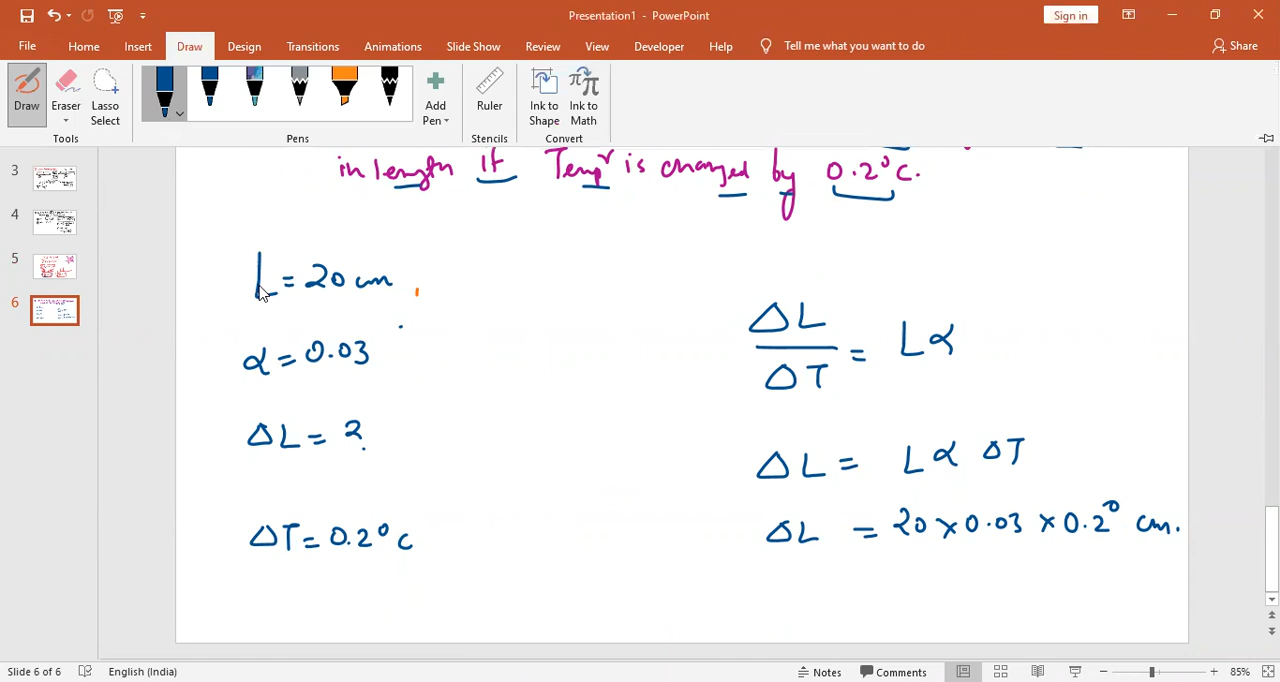 Presentation1 - PowerPoint
Sign in
File Home Insert Draw Design Transitions Animations Slide Show Review View Developer Help Tell me what you want to do Share
Draw Eraser Lasso Select Add Pen Ruler Ink to Shape Ink to Math
Tools Pens Stencils Convert
in length If Tempr is changed by 0.2°C.
3
4
5
6
L = 20 cm
α = 0.03
ΔL = ?
ΔT = 0.2°C
ΔL / ΔT = Lα
ΔL = Lα ΔT
ΔL = 20 × 0.03 × 0.2° cm.
Slide 6 of 6 English (India) Notes Comments 85%